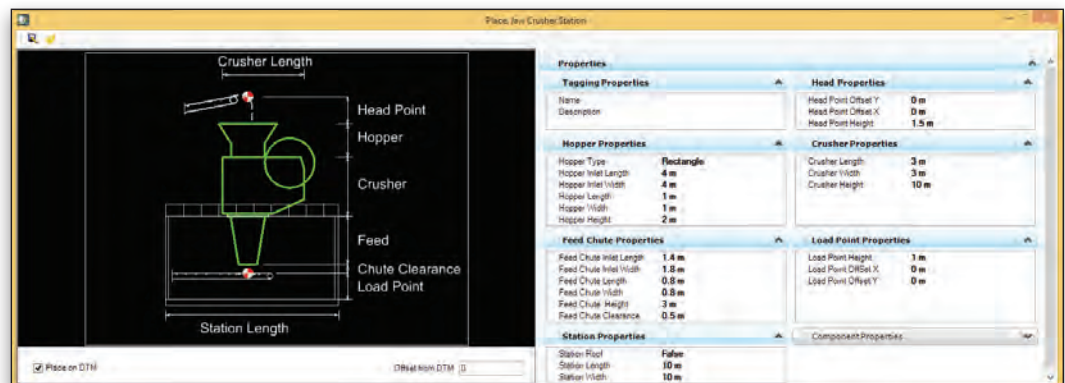 Place Jaw Crusher Station
Crusher Length
Head Point
Hopper
Crusher
Feed
Chute Clearance
Load Point
Station Length
Place on DTM
Offset from DTM 0
Properties
Tagging Properties
Name
Description
Head Properties
Head Point Offset Y 0 m
Head Point Offset X 0 m
Head Point Height 1.5 m
Hopper Properties
Hopper Type Rectangle
Hopper Inlet Length 4 m
Hopper Inlet Width 4 m
Hopper Length 1 m
Hopper Width 1 m
Hopper Height 2 m
Crusher Properties
Crusher Length 3 m
Crusher Width 3 m
Crusher Height 10 m
Feed Chute Properties
Feed Chute Inlet Length 1.4 m
Feed Chute Inlet Width 1.8 m
Feed Chute Length 0.8 m
Feed Chute Width 0.8 m
Feed Chute Height 3 m
Feed Chute Clearance 0.5 m
Load Point Properties
Load Point Height 1 m
Load Point OffSet X 0 m
Load Point Offset Y 0 m
Station Properties
Station Roof False
Station Length 10 m
Station Width 10 m
Component Properties